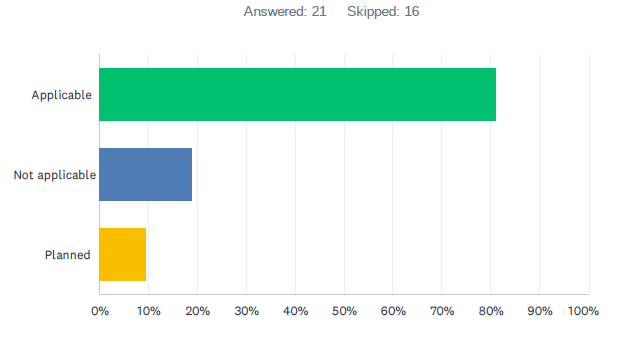 Answered: 21 Skipped: 16
Applicable
Not applicable
Planned
0% 10% 20% 30% 40% 50% 60% 70% 80% 90% 100%